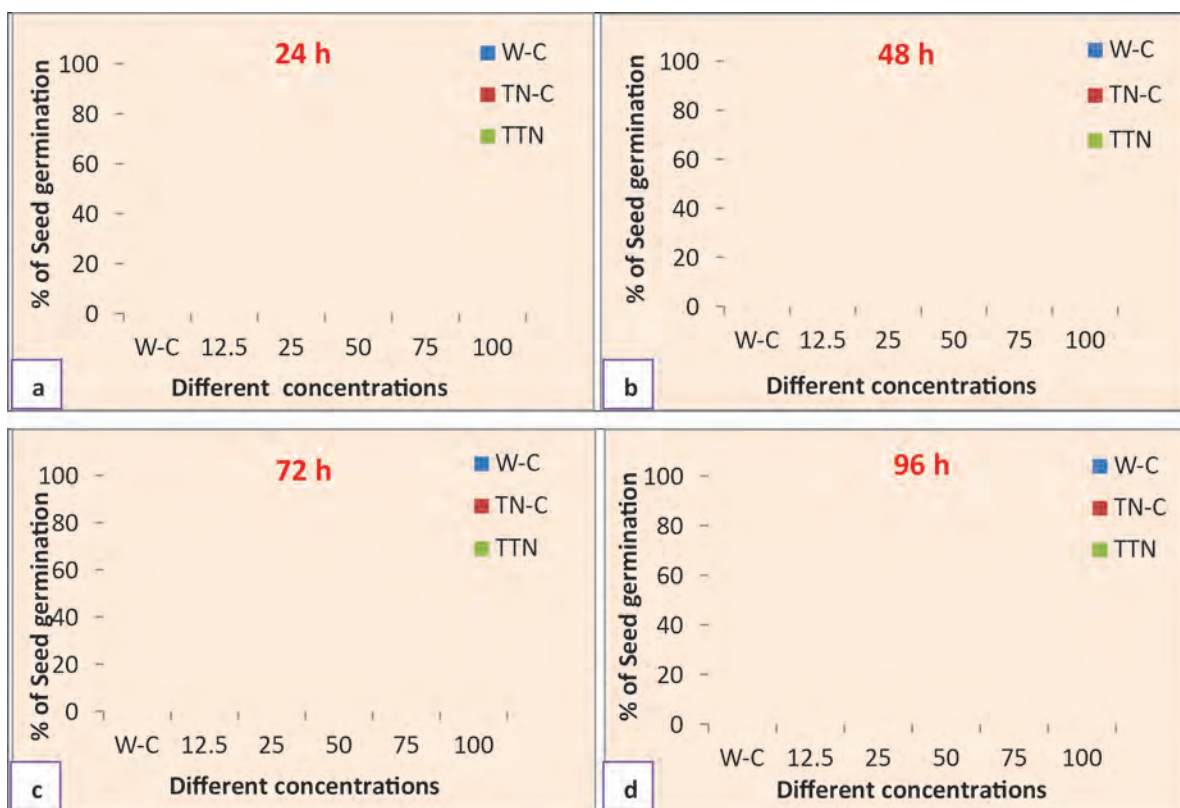 24 h
% of Seed germination
100
80
60
40
20
0
W-C 12.5 25 50 75 100
Different concentrations
W-C
TN-C
TTN
a
48 h
% of Seed germination
100
80
60
40
20
0
W-C 12.5 25 50 75 100
Different concentrations
W-C
TN-C
TTN
b
72 h
% of Seed germination
100
80
60
40
20
0
W-C 12.5 25 50 75 100
Different concentrations
W-C
TN-C
TTN
c
96 h
% of Seed germination
100
80
60
40
20
0
W-C 12.5 25 50 75 100
Different concentrations
W-C
TN-C
TTN
d